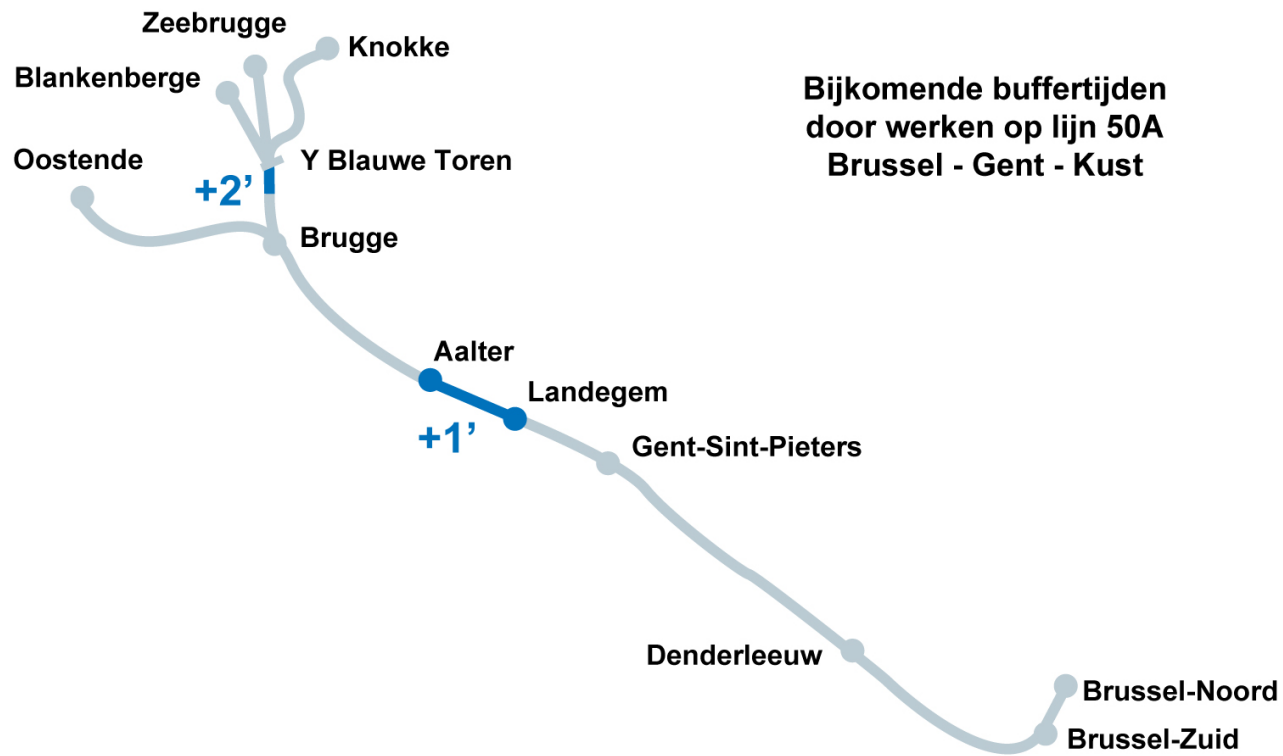 Zeebrugge
Knokke
Blankenberge
Bijkomende buffertijden
door werken op lijn 50A
Brussel - Gent - Kust
Oostende
Y Blauwe Toren
+2’
Brugge
Aalter
Landegem
+1’
Gent-Sint-Pieters
Denderleeuw
Brussel-Noord
Brussel-Zuid